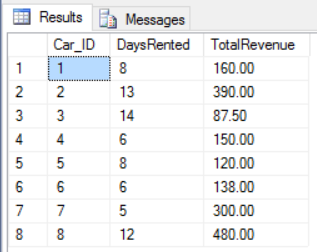 Results Messages
Car_ID DaysRented TotalRevenue
1 1 8 160.00
2 2 13 390.00
3 3 14 87.50
4 4 6 150.00
5 5 8 120.00
6 6 6 138.00
7 7 5 300.00
8 8 12 480.00